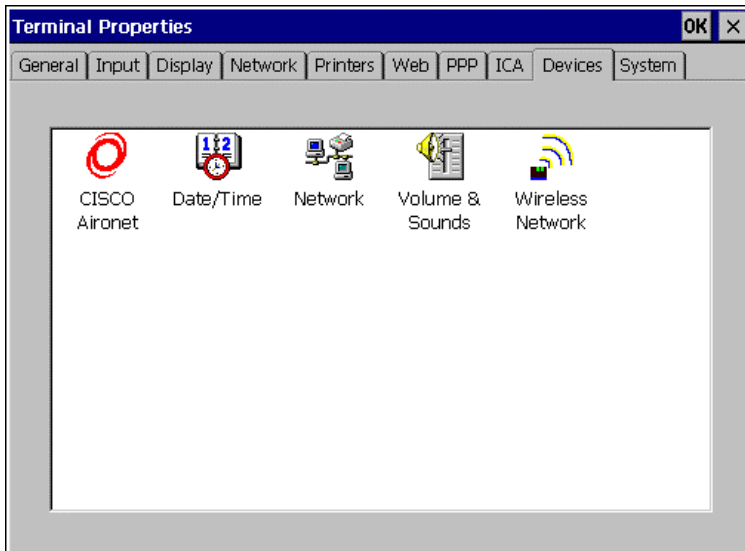 Terminal Properties OK ×
General Input Display Network Printers Web PPP ICA Devices System
CISCO Aironet
Date/Time
Network
Volume & Sounds
Wireless Network